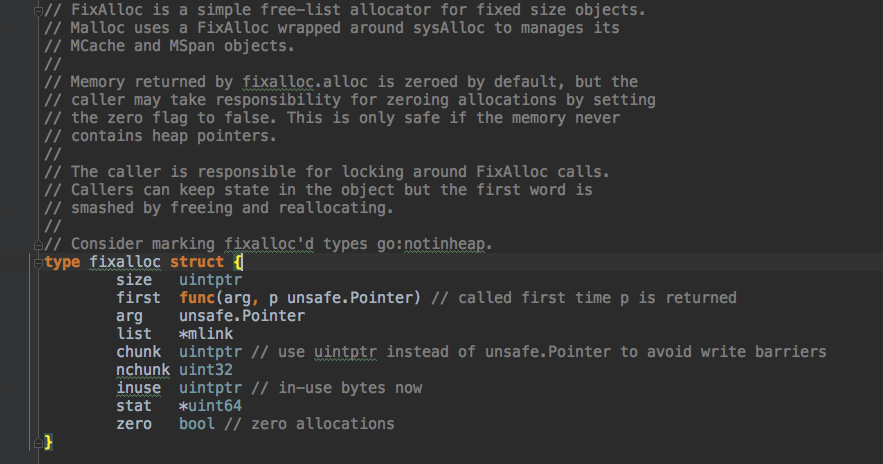 // FixAlloc is a simple free-list allocator for fixed size objects.
// Malloc uses a FixAlloc wrapped around sysAlloc to manages its
// MCache and MSpan objects.
//
// Memory returned by fixalloc.alloc is zeroed by default, but the
// caller may take responsibility for zeroing allocations by setting
// the zero flag to false. This is only safe if the memory never
// contains heap pointers.
//
// The caller is responsible for locking around FixAlloc calls.
// Callers can keep state in the object but the first word is
// smashed by freeing and reallocating.
//
// Consider marking fixalloc'd types go:notinheap.
type fixalloc struct {
        size   uintptr
        first  func(arg, p unsafe.Pointer) // called first time p is returned
        arg    unsafe.Pointer
        list   *mlink
        chunk  uintptr // use uintptr instead of unsafe.Pointer to avoid write barriers
        nchunk uint32
        inuse  uintptr // in-use bytes now
        stat   *uint64
        zero   bool // zero allocations
}